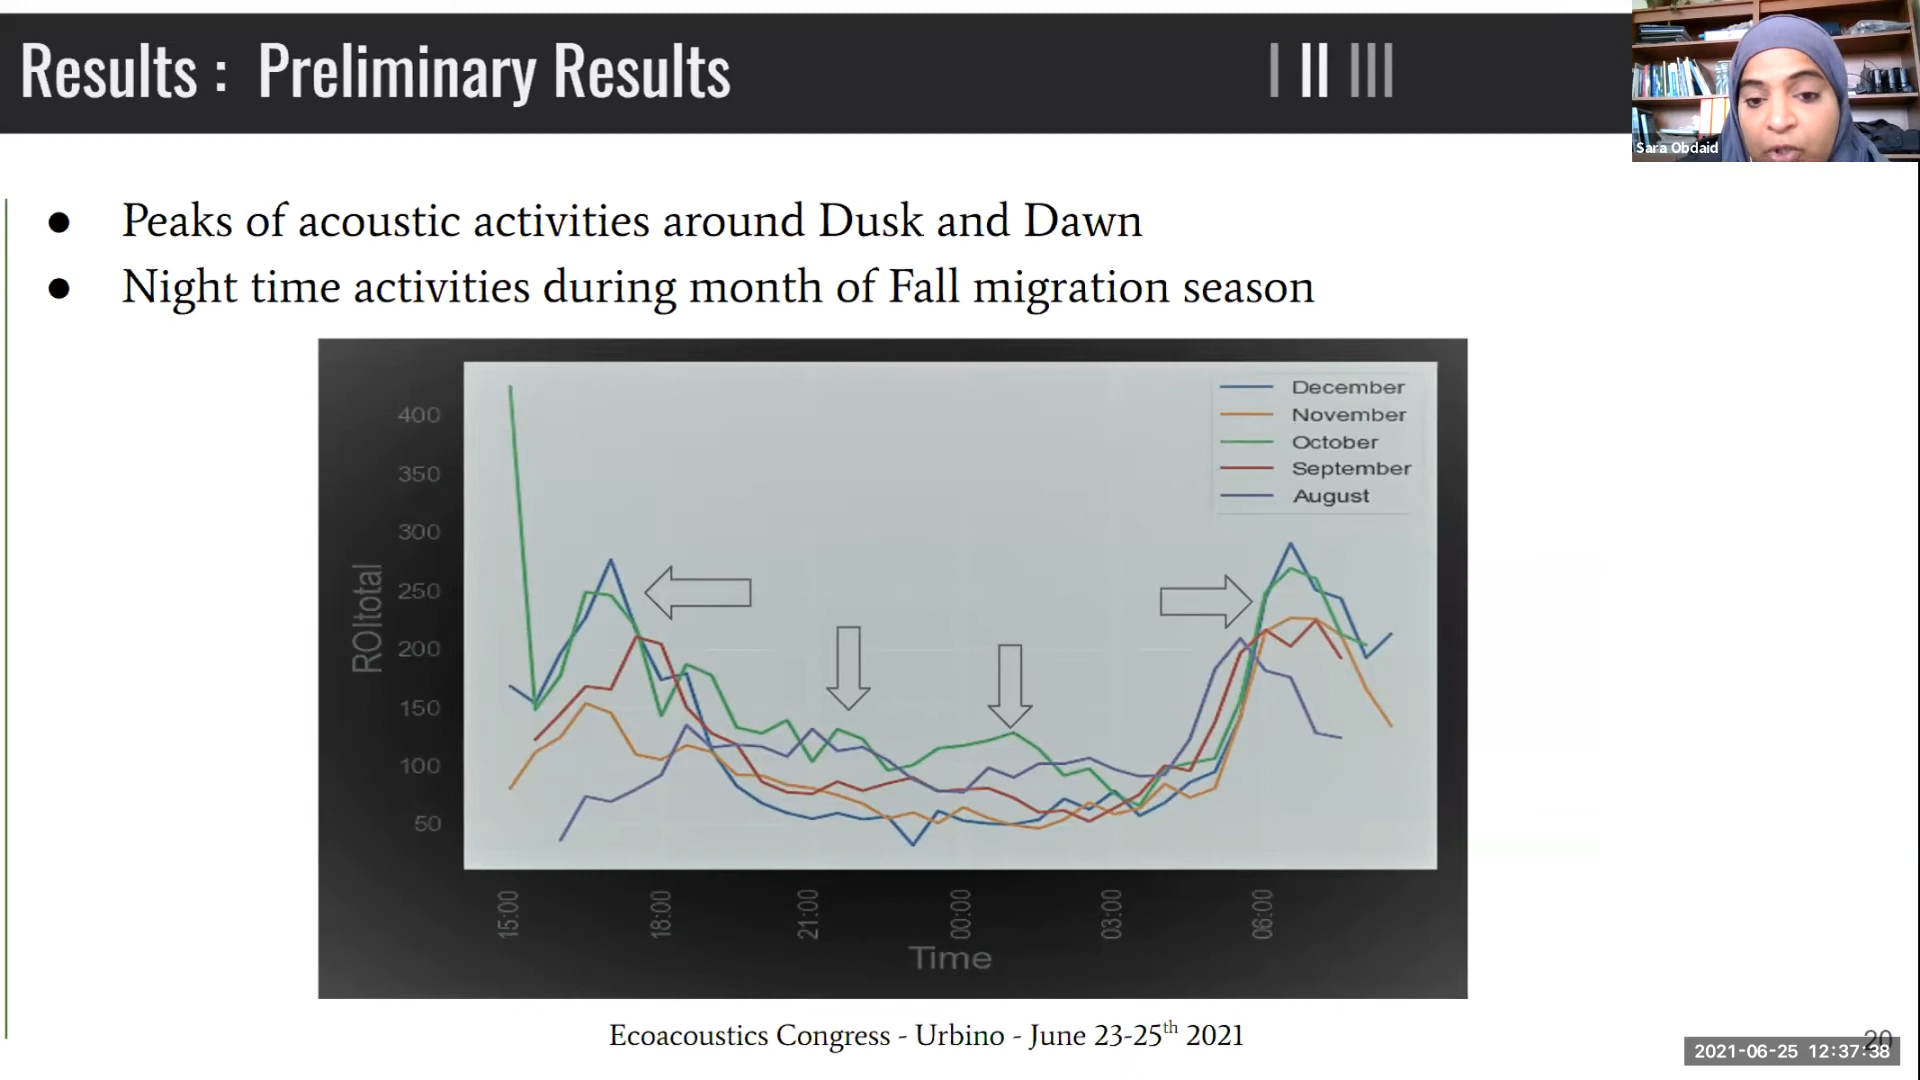 Results : Preliminary Results
I II III
Sara Obdaid
● Peaks of acoustic activities around Dusk and Dawn
● Night time activities during month of Fall migration season
December
November
October
September
August
400
350
300
250
200
150
100
50
ROItotal
15:00 18:00 21:00 00:00 03:00 06:00
Time
Ecoacoustics Congress - Urbino - June 23-25th 2021
20
2021-06-25 12:37:38